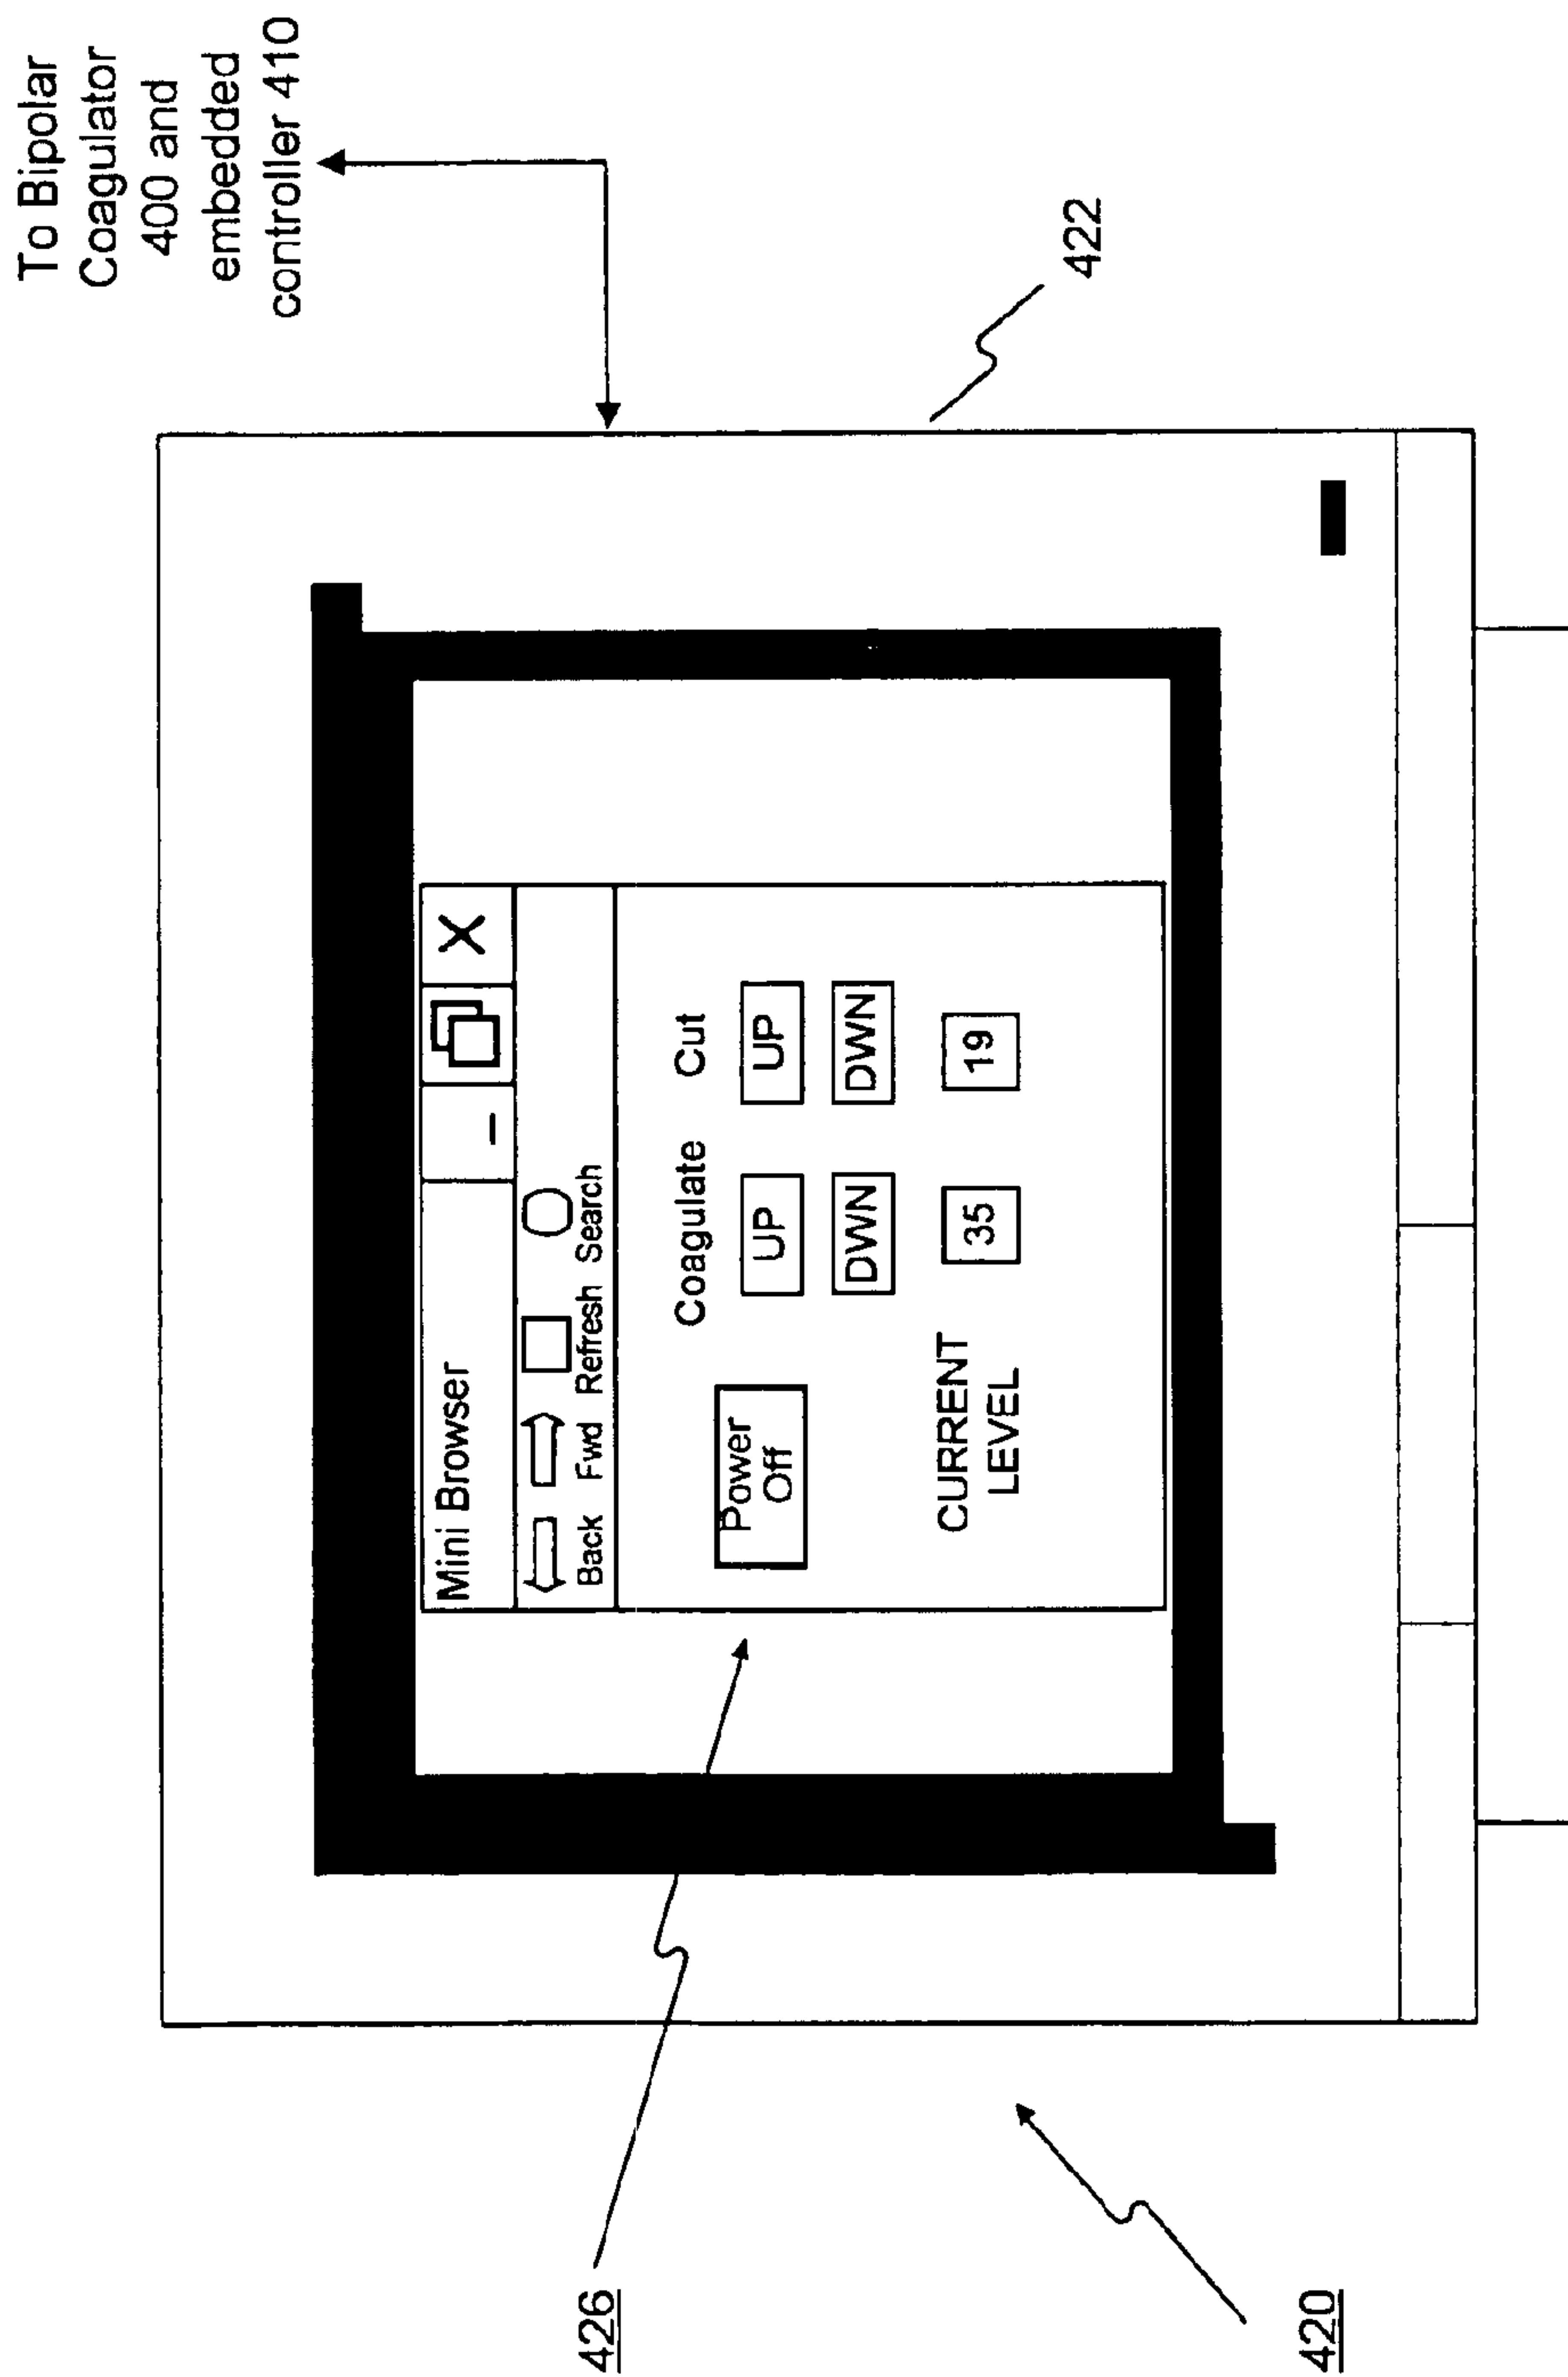 To Bipolar
Coagulator
400 and
embedded
controller 410
422
Mini Browser
–
X
Back Fwd Refresh Search
Power
Off
Coagulate Cut
UP UP
DWN DWN
CURRENT
LEVEL
35 19
426
420